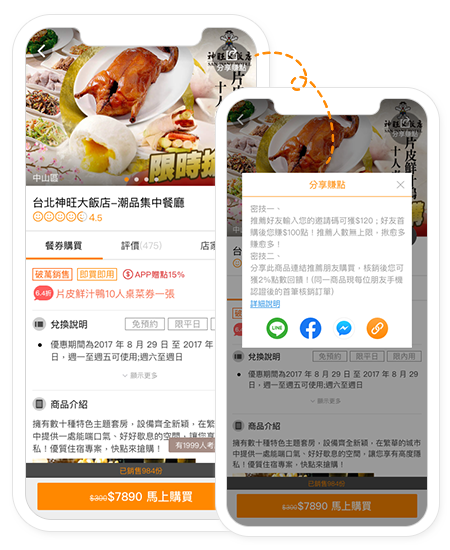 神旺大飯店
分享賺點
片皮鮮
十人
限時搶
中山區
台北神旺大飯店–潮品集中餐廳
4.5
餐券購買
評價(475)
店家
破萬銷售
即買即用
APP贈點15%
6.4折
片皮鮮汁鴨10人桌菜券一張
兌換說明
免預約
限平日
限
優惠期間為2017 年 8 月 29 日 至 2017 年
日，週一至週五可使用;週六至週日
顯示更多
商品介紹
擁有數十種特色主題套房，設備齊全新穎，在繁
中提供一處能喘口氣、好好歇息的空間，讓您享
私！優質住宿專案，快點來搶購！
有1999人考
已銷售984份
$399$7890 馬上購買
分享賺點
分享賺點
密技一、
推薦好友輸入您的邀請碼可獲$120；好友首
購後您賺$100點！推薦人數無上限，揪愈多
賺愈多！
密技二、
分享此商品連結推薦朋友購買，核銷後您可
獲2%點數回饋！(同一商品現每位朋友手機
認證後的首筆核銷訂單)
詳細說明
LINE
兌換說明
免預約
限平日
限內用
優惠期間為2017 年 8 月 29 日 至 2017 年 8 月 29
日，週一至週五可使用;週六至週日
顯示更多
商品介紹
擁有數十種特色主題套房，設備齊全新穎，在繁華的城市
中提供一處能喘口氣、好好歇息的空間，讓您享有高度隱
私！優質住宿專案，快點來搶購！
已銷售984份
$399$7890 馬上購買